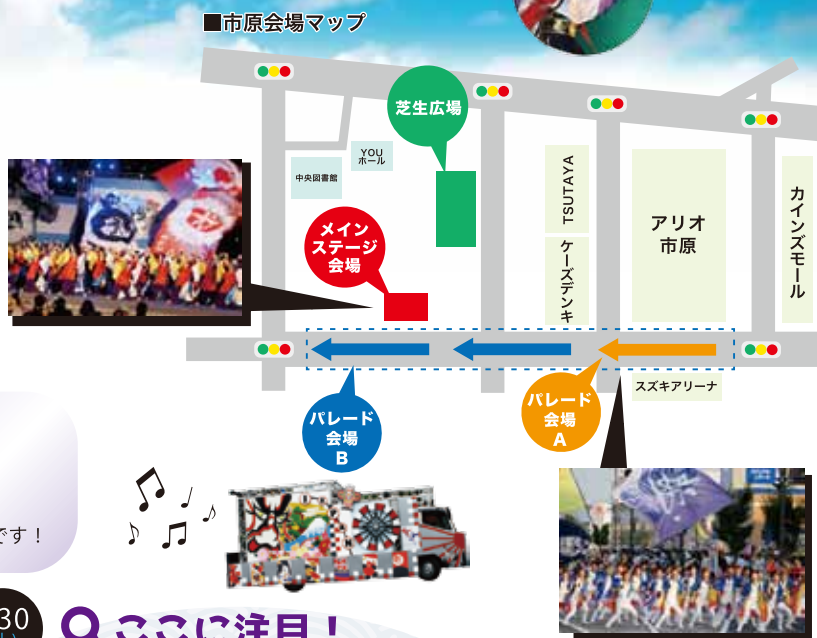 ■市原会場マップ
芝生広場
YOU
ホール
中央図書館
TSUTAYA
ケーズデンキ
アリオ
市原
カインズモール
メイン
ステージ
会場
スズキアリーナ
パレード
会場
A
パレード
会場
B
です！
30
ここに注目！